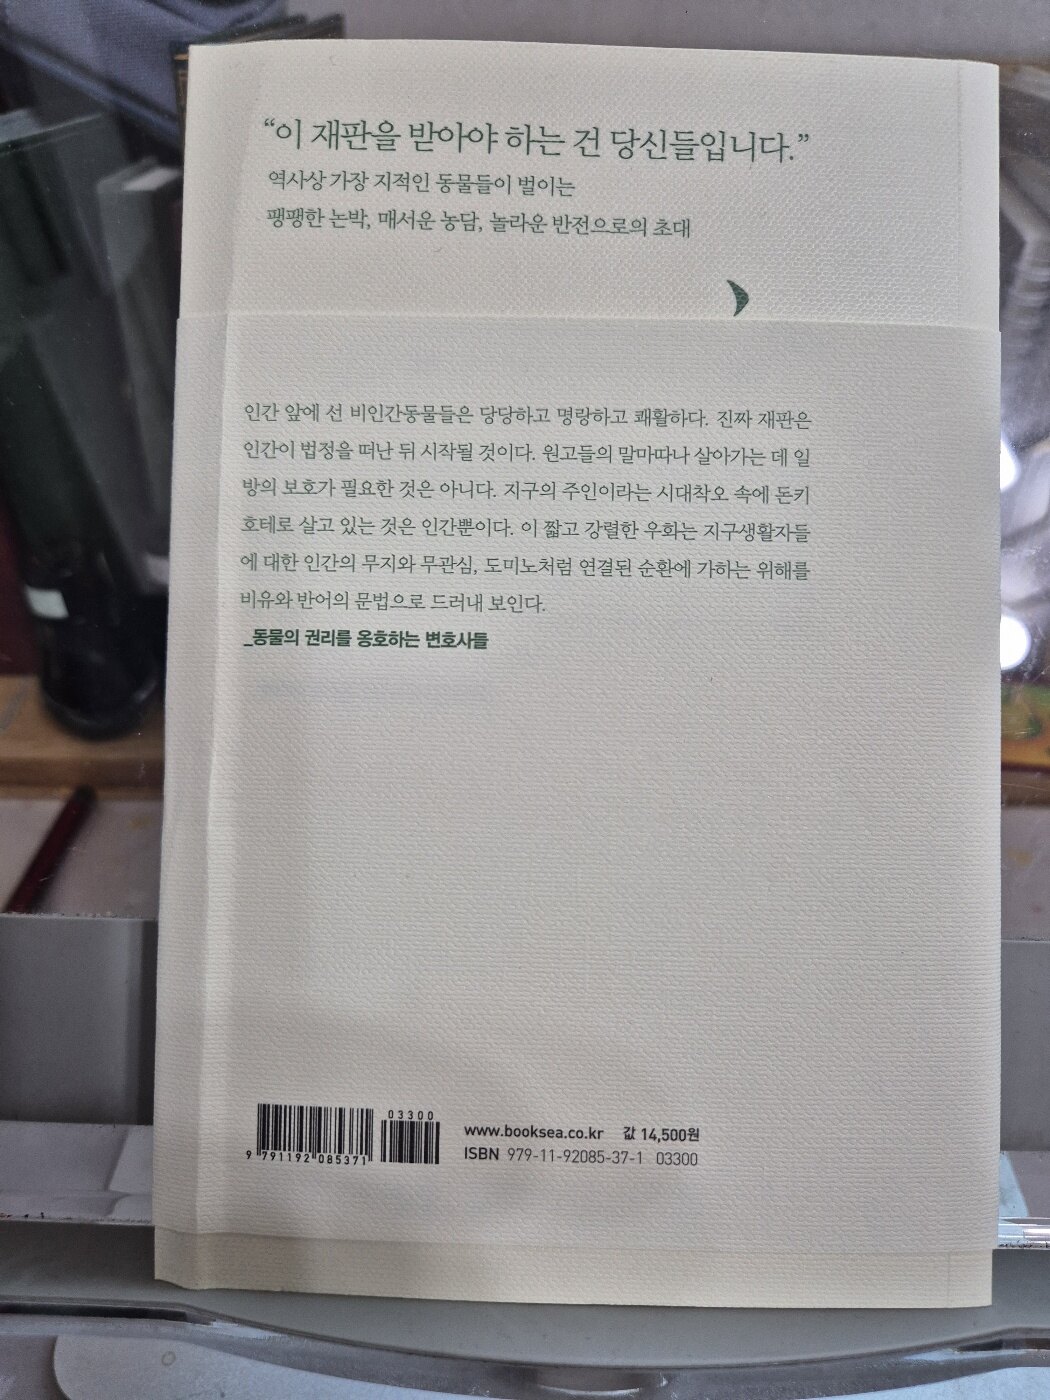 “이 재판을 받아야 하는 건 당신들입니다.”
역사상 가장 지적인 동물들이 벌이는
팽팽한 논박, 매서운 농담, 놀라운 반전으로의 초대
인간 앞에 선 비인간동물들은 당당하고 명랑하고 쾌활하다. 진짜 재판은
인간이 법정을 떠난 뒤 시작될 것이다. 원고들의 말마따나 살아가는 데 일
방의 보호가 필요한 것은 아니다. 지구의 주인이라는 시대착오 속에 돈키
호테로 살고 있는 것은 인간뿐이다. 이 짧고 강렬한 우화는 지구생활자들
에 대한 인간의 무지와 무관심, 도미노처럼 연결된 순환에 가하는 위해를
비유와 반어의 문법으로 드러내 보인다.
_동물의 권리를 옹호하는 변호사들
03300
9 791192 085371
www.booksea.co.kr 값 14,500원
ISBN 979-11-92085-37-1 03300